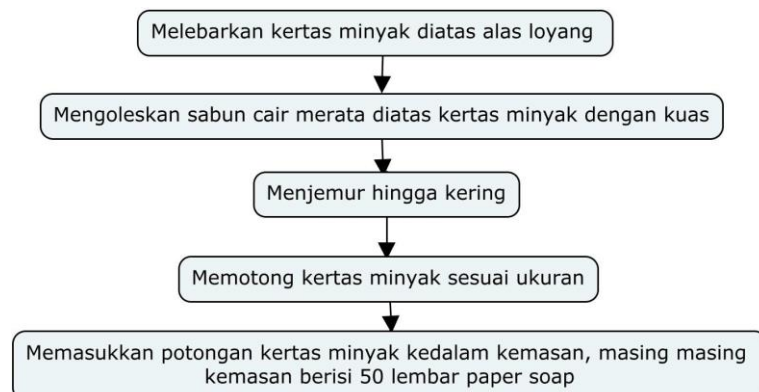 Melebarkan kertas minyak diatas alas loyang
Mengoleskan sabun cair merata diatas kertas minyak dengan kuas
Menjemur hingga kering
Memotong kertas minyak sesuai ukuran
Memasukkan potongan kertas minyak kedalam kemasan, masing masing
kemasan berisi 50 lembar paper soap